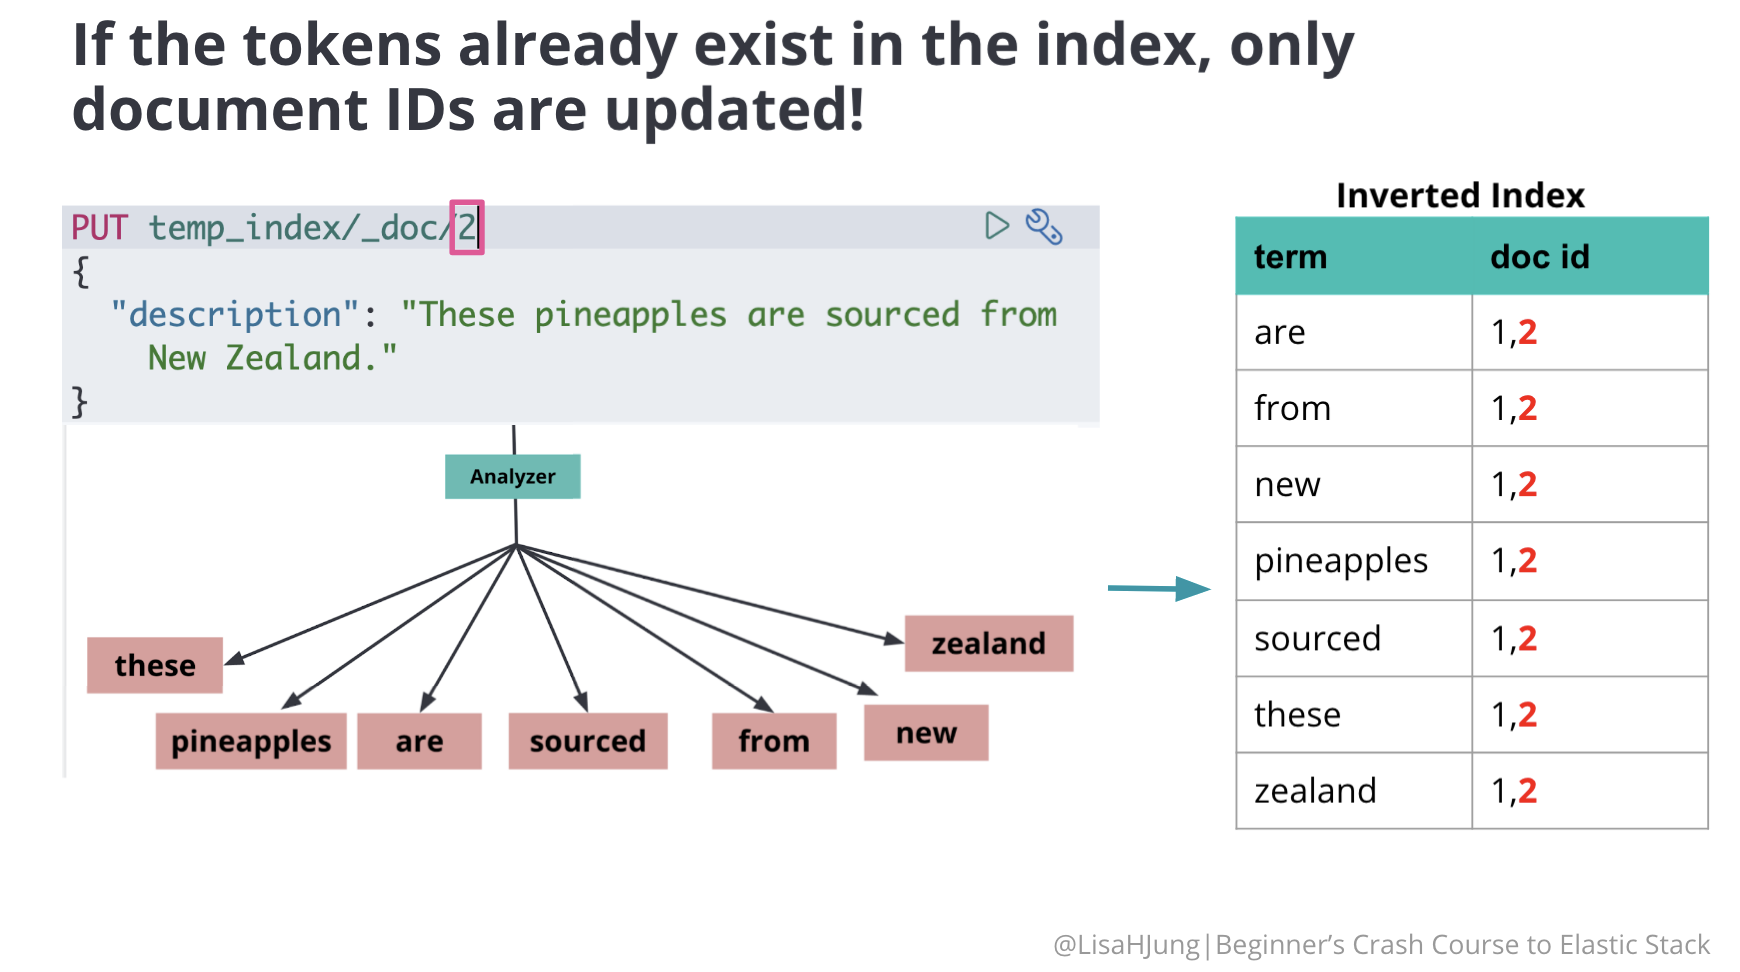 If the tokens already exist in the index, only
document IDs are updated!
PUT temp_index/_doc/2
{
"description": "These pineapples are sourced from
New Zealand."
}
Analyzer
these
pineapples
are
sourced
from
new
zealand
Inverted Index
term doc id
are 1,2
from 1,2
new 1,2
pineapples 1,2
sourced 1,2
these 1,2
zealand 1,2
@LisaHJung|Beginner’s Crash Course to Elastic Stack